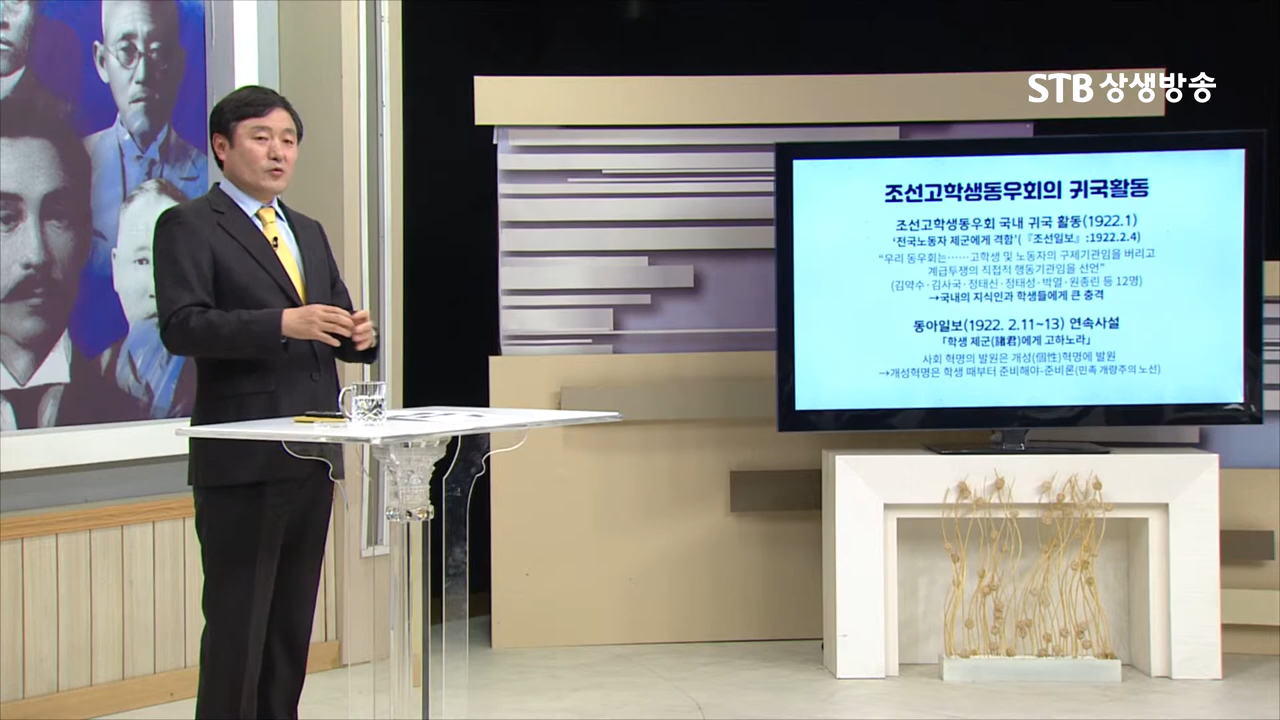 STB 상생방송
조선고학생동우회의 귀국활동
조선고학생동우회 국내 귀국 활동(1922.1)
‘전국노동자 제군에게 격함’(『조선일보』:1922.2.4)
“우리 동우회는……고학생 및 노동자의 구제기관임을 버리고
계급투쟁의 직접적 행동기관임을 선언”
(김약수·김사국·정태신·정태성·박열·원종린 등 12명)
→국내의 지식인과 학생들에게 큰 충격
동아일보(1922. 2.11~13) 연속사설
「학생 제군(諸君)에게 고하노라」
사회 혁명의 발원은 개성(個性)혁명에 발원
→개성혁명은 학생 때부터 준비해야-준비론(민족 개량주의 노선)